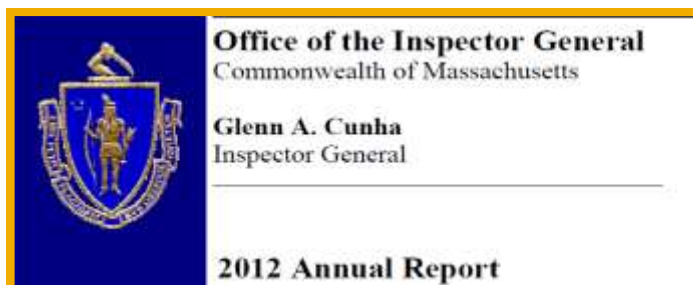 Office of the Inspector General
Commonwealth of Massachusetts
Glenn A. Cunha
Inspector General
2012 Annual Report